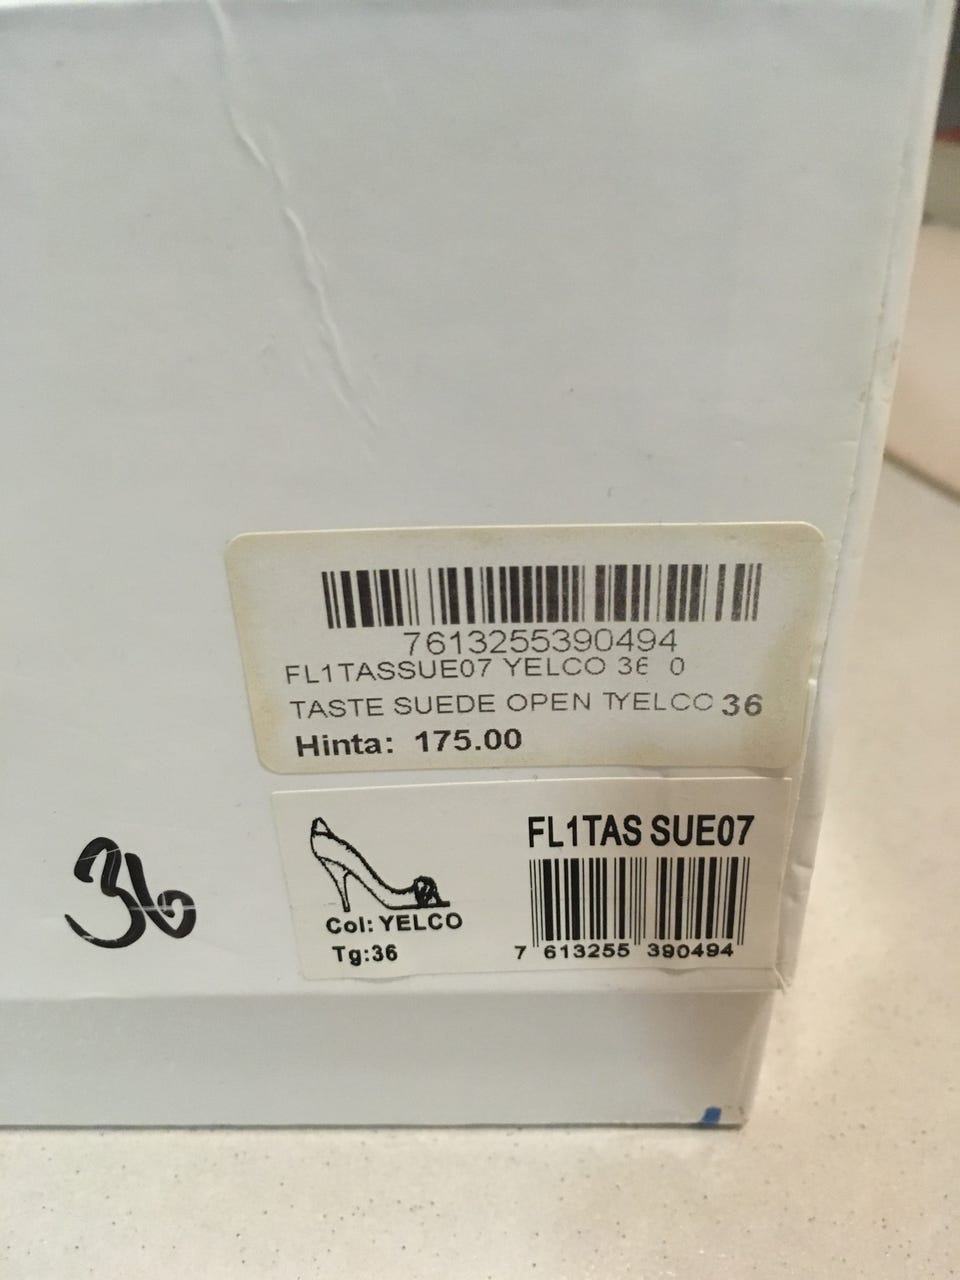 7613255390494
FL1TASSUE07 YELCO 36 0
TASTE SUEDE OPEN TYELCO 36
Hinta: 175.00
36
FL1TAS SUE07
Col: YELCO
Tg:36
7 613255 390494